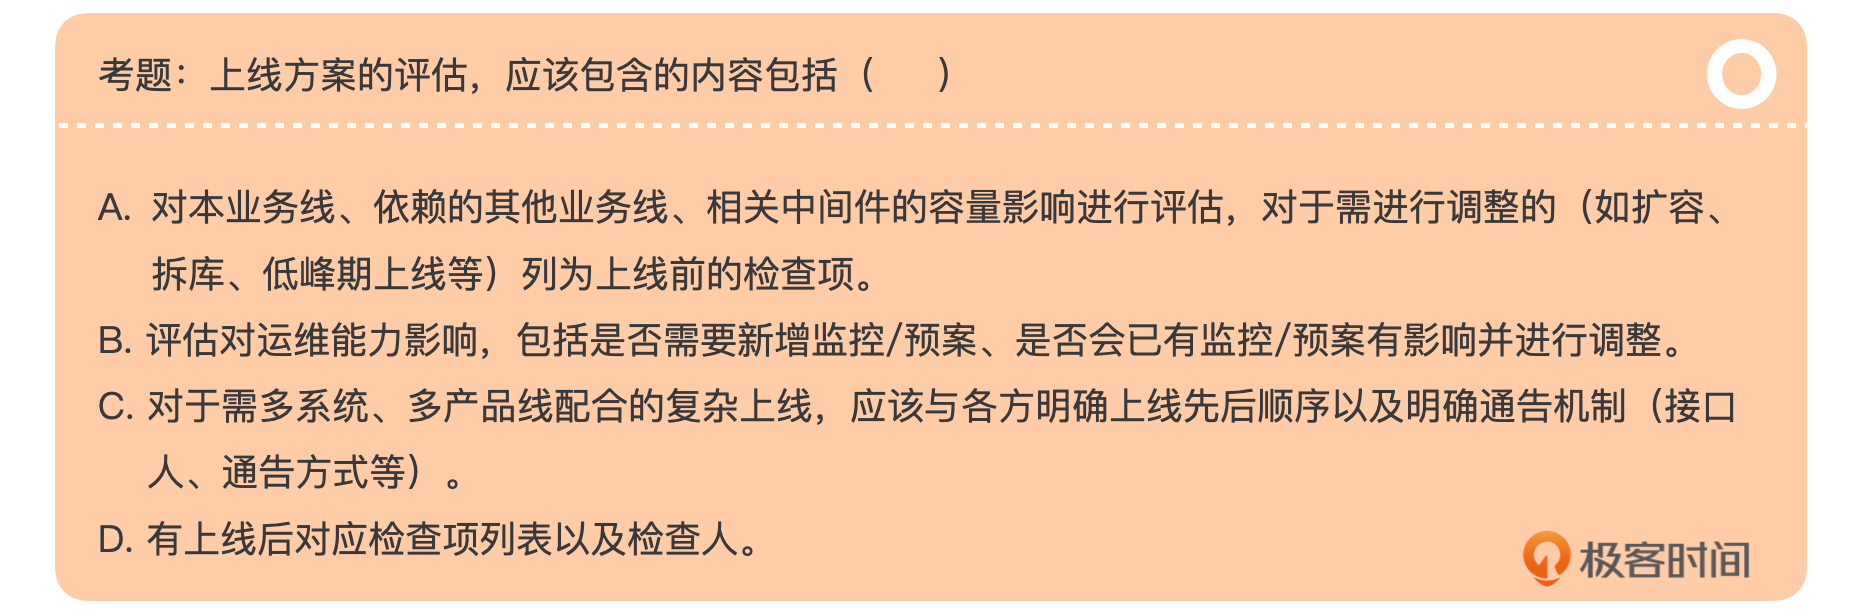 考题：上线方案的评估，应该包含的内容包括（　　）
A. 对本业务线、依赖的其他业务线、相关中间件的容量影响进行评估，对于需进行调整的（如扩容、
拆库、低峰期上线等）列为上线前的检查项。
B. 评估对运维能力影响，包括是否需要新增监控/预案、是否会已有监控/预案有影响并进行调整。
C. 对于需多系统、多产品线配合的复杂上线，应该与各方明确上线先后顺序以及明确通告机制（接口
人、通告方式等）。
D. 有上线后对应检查项列表以及检查人。
极客时间